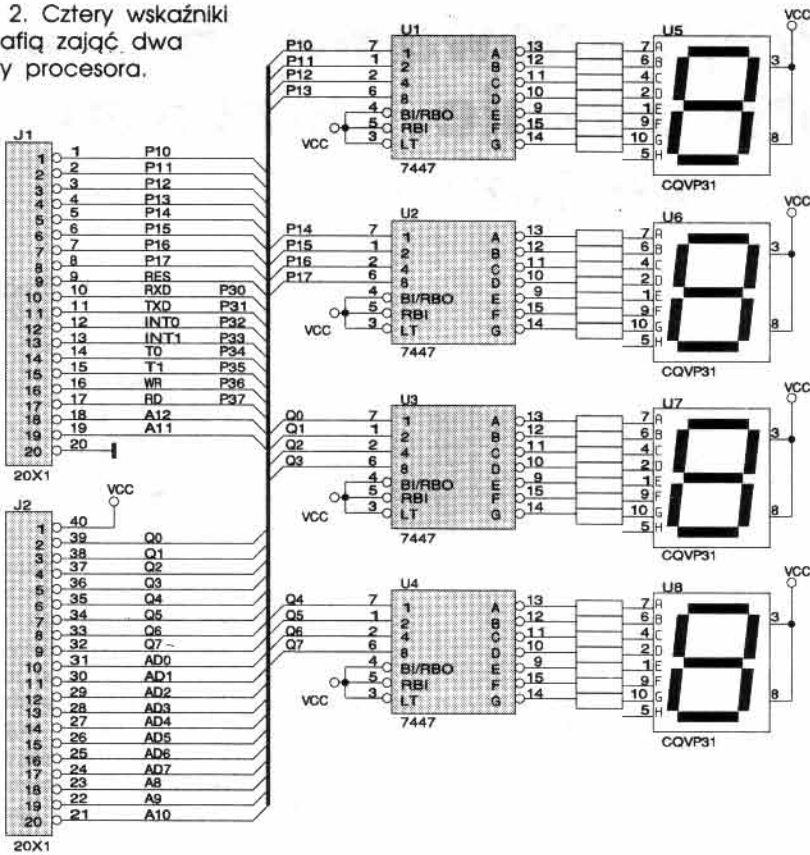 2. Cztery wskaźniki
afią zająć dwa
y procesora.
J1
1 1 P10
2 2 P11
3 3 P12
4 4 P13
5 5 P14
6 6 P15
7 7 P16
8 8 P17
9 9 RES
10 10 RXD P30
11 11 TXD P31
12 12 INT0 P32
13 13 INT1 P33
14 14 T0 P34
15 15 T1 P35
16 16 WR P36
17 17 RD P37
18 18 A12
19 19 A11
20 20
20X1
J2
VCC
1 40
2 39 Q0
3 38 Q1
4 37 Q2
5 36 Q3
6 35 Q4
7 34 Q5
8 33 Q6
9 32 Q7
10 31 AD0
11 30 AD1
12 29 AD2
13 28 AD3
14 27 AD4
15 26 AD5
16 25 AD6
17 24 AD7
18 23 A8
19 22 A9
20 21 A10
20X1
U1
P10 7 1 A 13
P11 1 2 B 12
P12 2 4 C 11
P13 6 8 D 10
4 BI/RBO E 9
5 RBI F 15
3 LT G 14
VCC
7447
U5
VCC
7 A
6 B
4 C
2 D
1 E
9 F
10 G
5 H
3
8
CQVP31
U2
P14 7 1 A 13
P15 1 2 B 12
P16 2 4 C 11
P17 6 8 D 10
4 BI/RBO E 9
5 RBI F 15
3 LT G 14
VCC
7447
U6
VCC
7 A
6 B
4 C
2 D
1 E
9 F
10 G
5 H
3
8
CQVP31
U3
Q0 7 1 A 13
Q1 1 2 B 12
Q2 2 4 C 11
Q3 6 8 D 10
4 BI/RBO E 9
5 RBI F 15
3 LT G 14
VCC
7447
U7
VCC
7 A
6 B
4 C
2 D
1 E
9 F
10 G
5 H
3
8
CQVP31
U4
Q4 7 1 A 13
Q5 1 2 B 12
Q6 2 4 C 11
Q7 6 8 D 10
4 BI/RBO E 9
5 RBI F 15
3 LT G 14
VCC
7447
U8
VCC
7 A
6 B
4 C
2 D
1 E
9 F
10 G
5 H
3
8
CQVP31